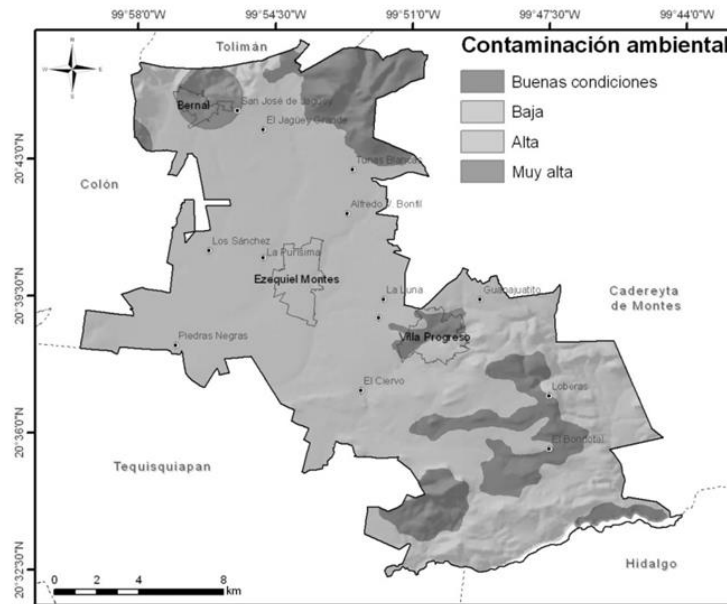 99°58'0"O 99°54'30"O 99°51'0"O 99°47'30"O 99°44'0"O
Tolimán
Contaminación ambiental
Buenas condiciones
Baja
Alta
Muy alta
N
Bernal
San José de Jagüey
El Jagüey Grande
20°43'0"N
Tunas Blancas
Colón
Alfredo V. Bonfil
Los Sánchez
La Purísima
Ezequiel Montes
20°39'30"N
La Luna
Guanajuatito
Cadereyta
de Montes
Villa Progreso
Piedras Negras
El Ciervo
Loberas
20°36'0"N
El Bondotal
Tequisquiapan
Hidalgo
20°32'30"N
0 2 4 8
km